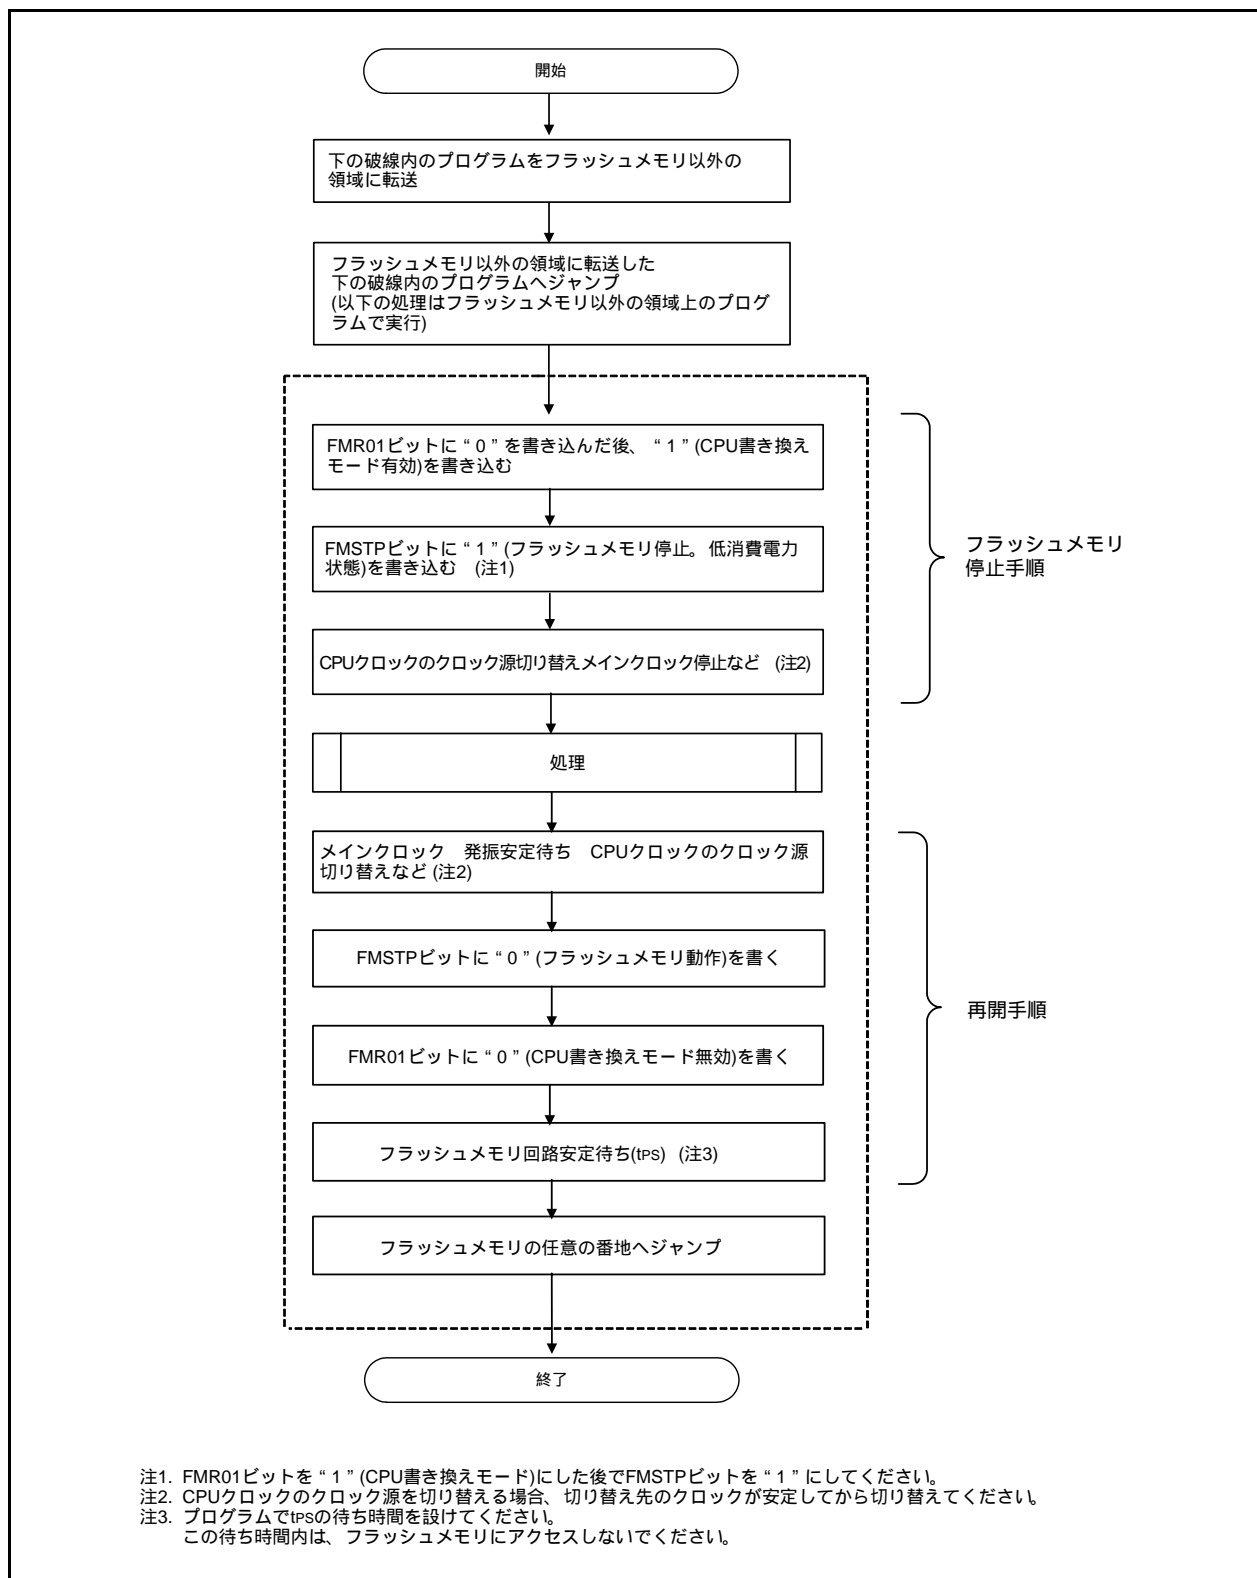 開始
下の破線内のプログラムをフラッシュメモリ以外の
領域に転送
フラッシュメモリ以外の領域に転送した
下の破線内のプログラムへジャンプ
(以下の処理はフラッシュメモリ以外の領域上のプログ
ラムで実行)
FMR01ビットに“0”を書き込んだ後、“1”(CPU書き換え
モード有効)を書き込む
FMSTPビットに“1”(フラッシュメモリ停止。低消費電力
状態)を書き込む (注1)
CPUクロックのクロック源切り替えメインクロック停止など (注2)
フラッシュメモリ
停止手順
処理
メインクロック 発振安定待ち CPUクロックのクロック源
切り替えなど (注2)
FMSTPビットに“0”(フラッシュメモリ動作)を書く
FMR01ビットに“0”(CPU書き換えモード無効)を書く
フラッシュメモリ回路安定待ち(tPS) (注3)
再開手順
フラッシュメモリの任意の番地へジャンプ
終了
注1. FMR01ビットを“1”(CPU書き換えモード)にした後でFMSTPビットを“1”にしてください。
注2. CPUクロックのクロック源を切り替える場合、切り替え先のクロックが安定してから切り替えてください。
注3. プログラムでtPSの待ち時間を設けてください。
この待ち時間内は、フラッシュメモリにアクセスしないでください。